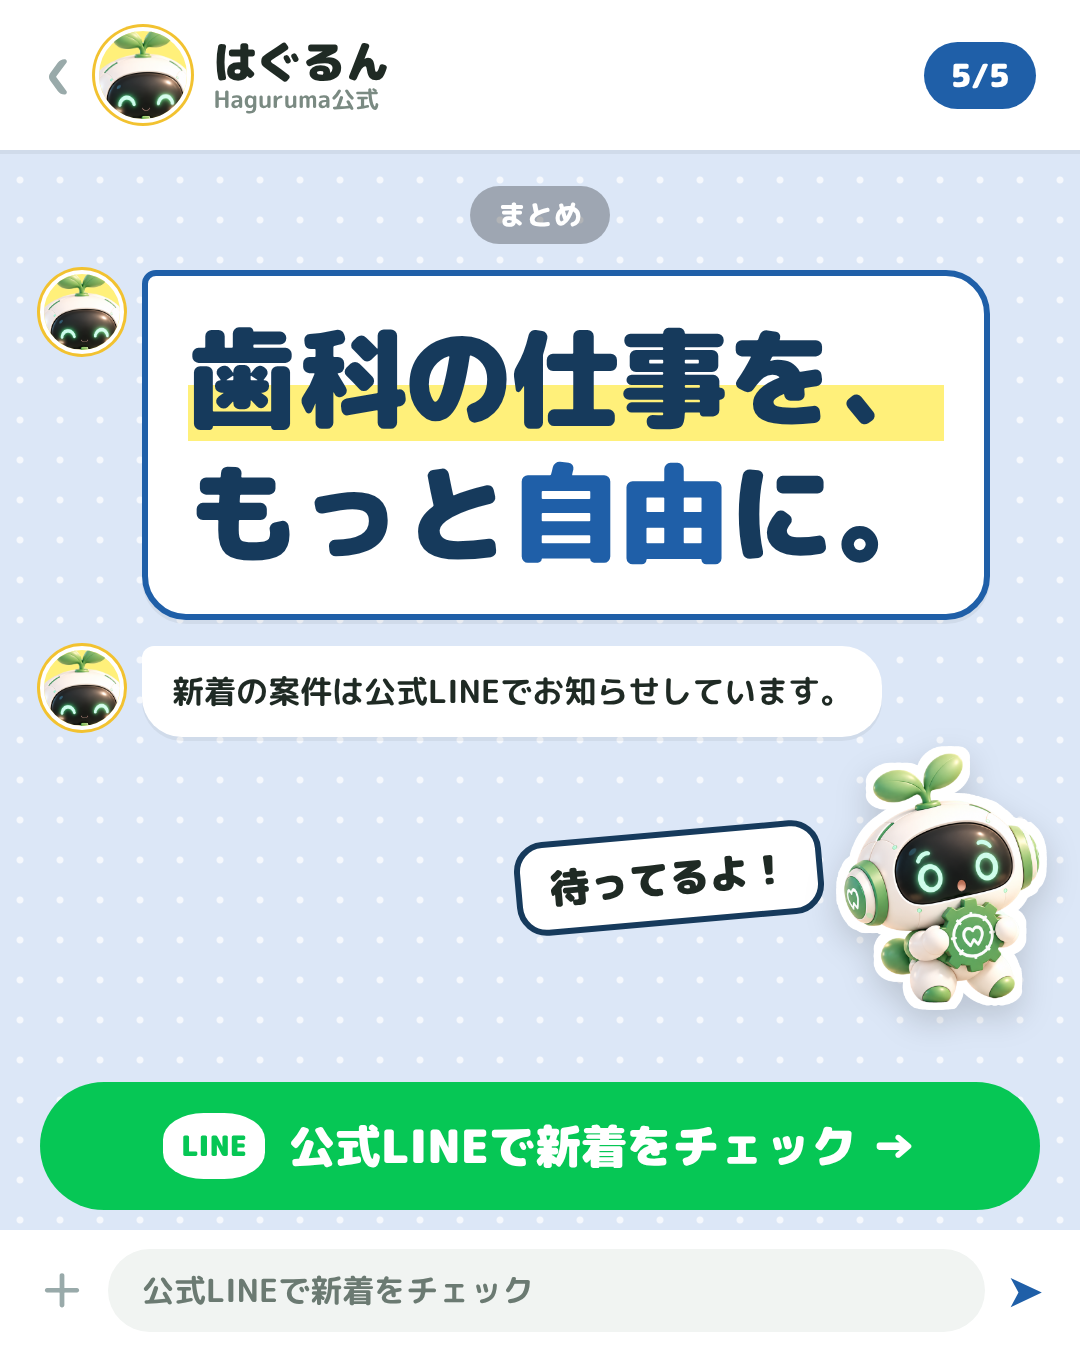 はぐるん
Haguruma公式
5/5
まとめ
歯科の仕事を、
もっと自由に。
新着の案件は公式LINEでお知らせしています。
待ってるよ！
LINE 公式LINEで新着をチェック →
公式LINEで新着をチェック